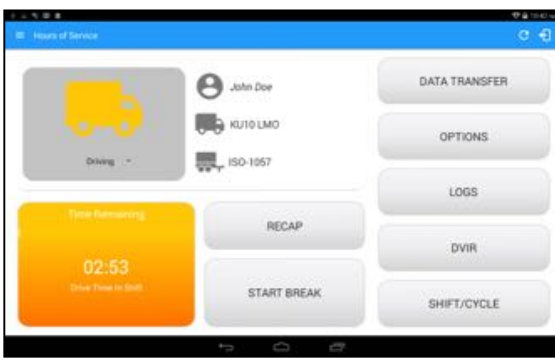 Hours of Service
John Doe
KU10 LMO
ISO-1057
Driving
Time Remaining
02:53
Drive Time In Shift
RECAP
START BREAK
DATA TRANSFER
OPTIONS
LOGS
DVIR
SHIFT/CYCLE